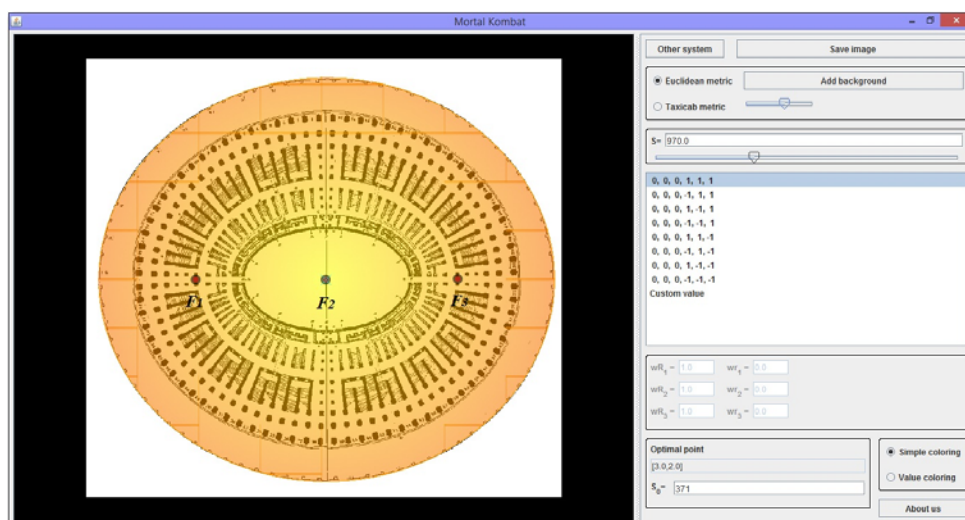 Mortal Kombat
Other system
Save image
Euclidean metric
Add background
Taxicab metric
S= 970.0
0, 0, 0, 1, 1, 1
0, 0, 0, -1, 1, 1
0, 0, 0, 1, -1, 1
0, 0, 0, -1, -1, 1
0, 0, 0, 1, 1, -1
0, 0, 0, -1, 1, -1
0, 0, 0, 1, -1, -1
0, 0, 0, -1, -1, -1
Custom value
F1 F2 F3
wR1 = 1.0 wr1 = 0.0
wR2 = 1.0 wr2 = 0.0
wR3 = 1.0 wr3 = 0.0
Optimal point
[3.0,2.0]
S0= 371
Simple coloring
Value coloring
About us